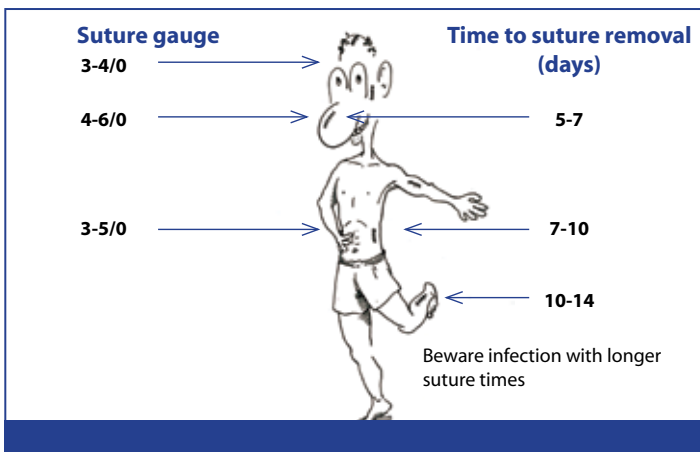 Suture gauge
Time to suture removal
(days)
3-4/0
4-6/0
5-7
3-5/0
7-10
10-14
Beware infection with longer
suture times